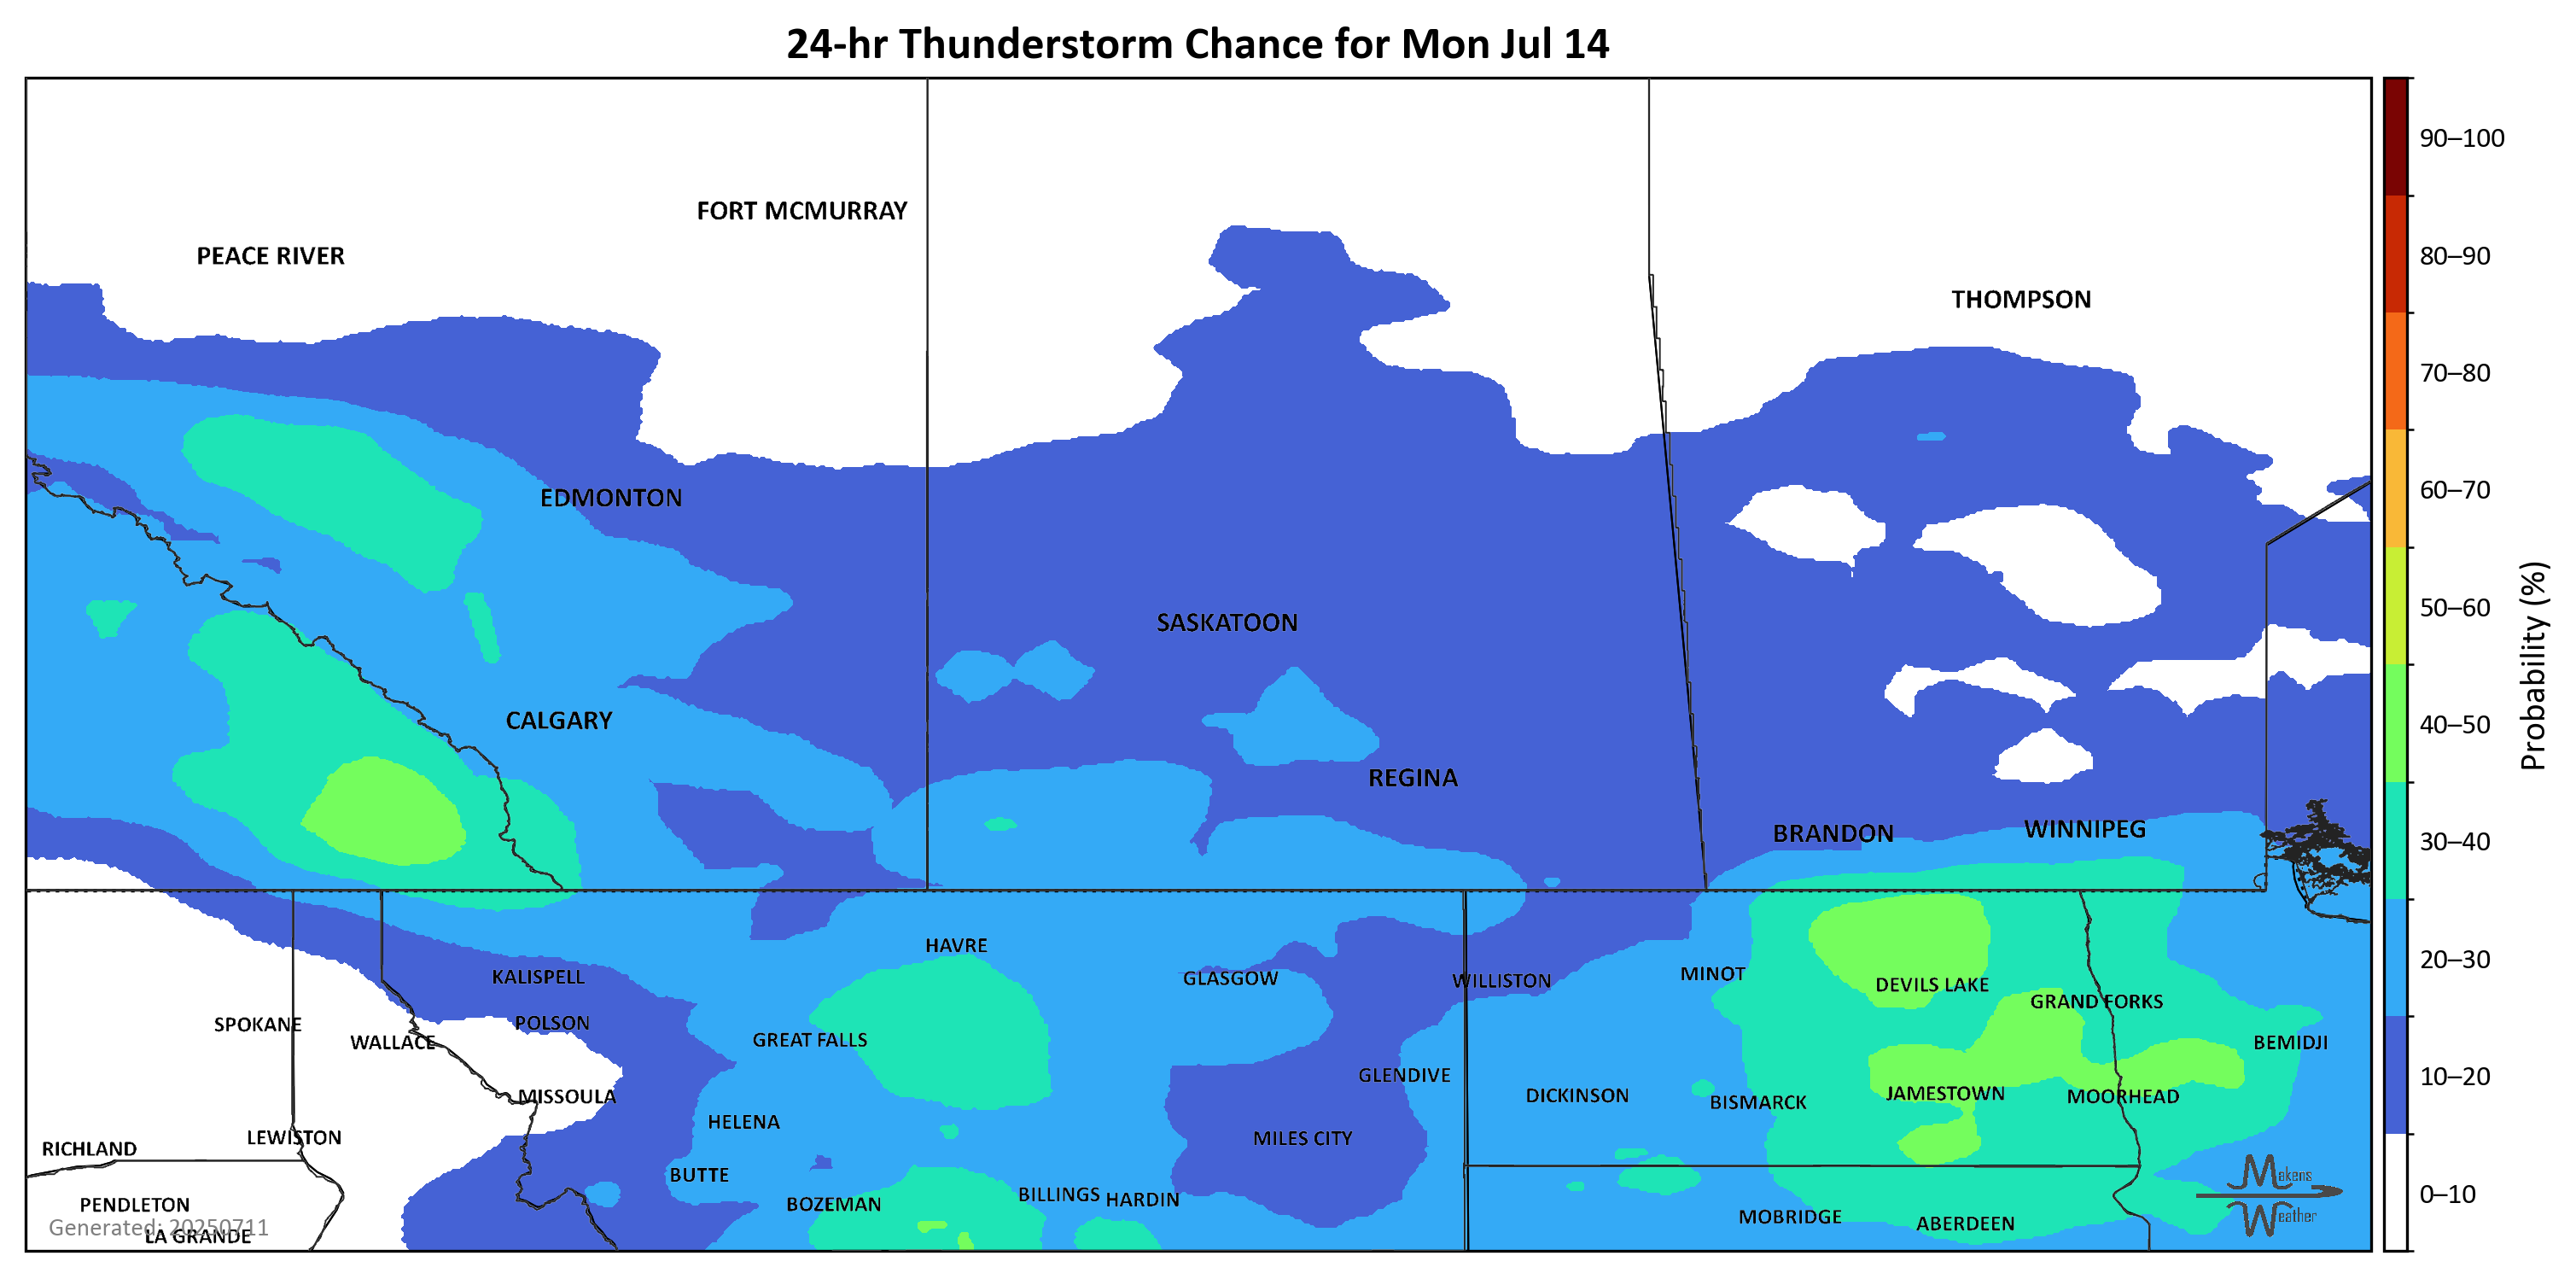 24-hr Thunderstorm Chance for Mon Jul 14
FORT MCMURRAY
PEACE RIVER
THOMPSON
EDMONTON
SASKATOON
CALGARY
REGINA
BRANDON
WINNIPEG
HAVRE
KALISPELL
GLASGOW
WILLISTON
MINOT
DEVILS LAKE
GRAND FORKS
SPOKANE
POLSON
WALLACE
GREAT FALLS
BEMIDJI
GLENDIVE
MISSOULA
DICKINSON
BISMARCK
JAMESTOWN
MOORHEAD
HELENA
LEWISTON
MILES CITY
RICHLAND
BUTTE
BILLINGS
HARDIN
PENDLETON
BOZEMAN
MOBRIDGE
ABERDEEN
Generated: 20250711
LA GRANDE
Makens
Weather
90–100
80–90
70–80
60–70
50–60
40–50
30–40
20–30
10–20
0–10
Probability (%)